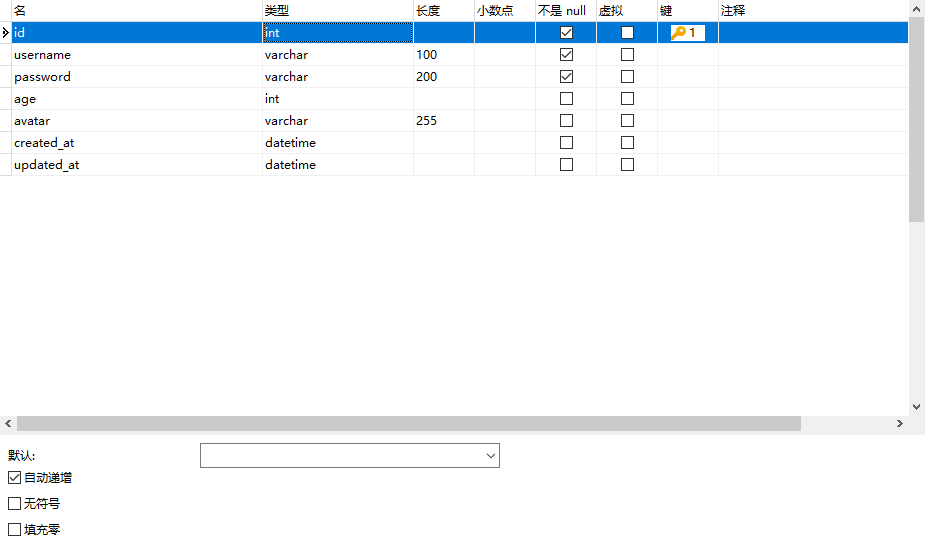 名 类型 长度 小数点 不是 null 虚拟 键 注释
id int 1
username varchar 100
password varchar 200
age int
avatar varchar 255
created_at datetime
updated_at datetime
默认:
自动递增
无符号
填充零